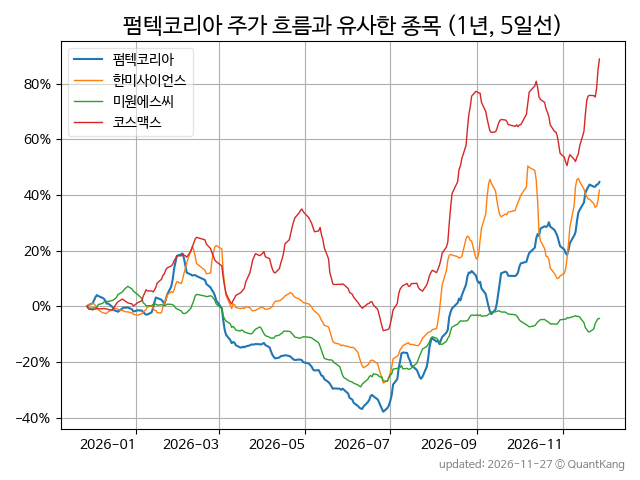 펌텍코리아 주가 흐름과 유사한 종목 (1년, 5일선)
펌텍코리아
한미사이언스
미원에스씨
코스맥스
80%
60%
40%
20%
0%
−20%
−40%
2026-01
2026-03
2026-05
2026-07
2026-09
2026-11
updated: 2026-11-27 © QuantKang